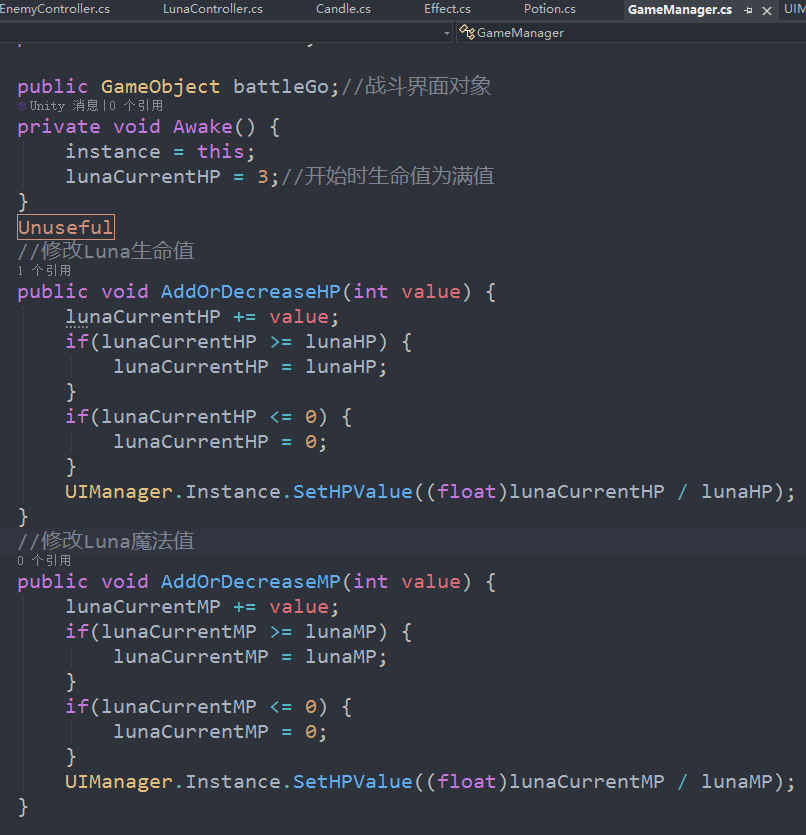 EnemyController.cs LunaController.cs Candle.cs Effect.cs Potion.cs GameManager.cs UIM
GameManager
public GameObject battleGo;//战斗界面对象
Unity 消息|0 个引用
private void Awake() {
instance = this;
lunaCurrentHP = 3;//开始时生命值为满值
}
Unuseful
//修改Luna生命值
1 个引用
public void AddOrDecreaseHP(int value) {
lunaCurrentHP += value;
if(lunaCurrentHP >= lunaHP) {
lunaCurrentHP = lunaHP;
}
if(lunaCurrentHP <= 0) {
lunaCurrentHP = 0;
}
UIManager.Instance.SetHPValue((float)lunaCurrentHP / lunaHP);
}
//修改Luna魔法值
0 个引用
public void AddOrDecreaseMP(int value) {
lunaCurrentMP += value;
if(lunaCurrentMP >= lunaMP) {
lunaCurrentMP = lunaMP;
}
if(lunaCurrentMP <= 0) {
lunaCurrentMP = 0;
}
UIManager.Instance.SetHPValue((float)lunaCurrentMP / lunaMP);
}